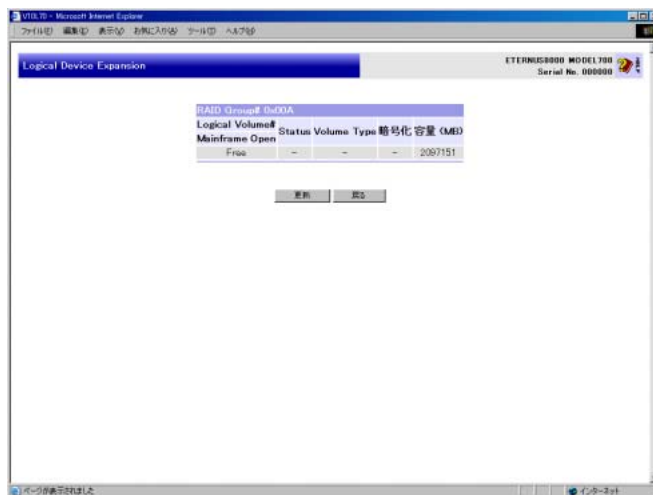 V10L70 - Microsoft Internet Explorer
ファイル(F) 編集(E) 表示(V) お気に入り(A) ツール(T) ヘルプ(H)
Logical Device Expansion
ETERNUS8000 MODEL700
Serial No. 000000
RAID Group# 0x00A
Logical Volume#
Mainframe Open
Status
Volume Type
暗号化
容量 (MB)
Free - - - 2097151
更新 戻る
ページが表示されました
インターネット